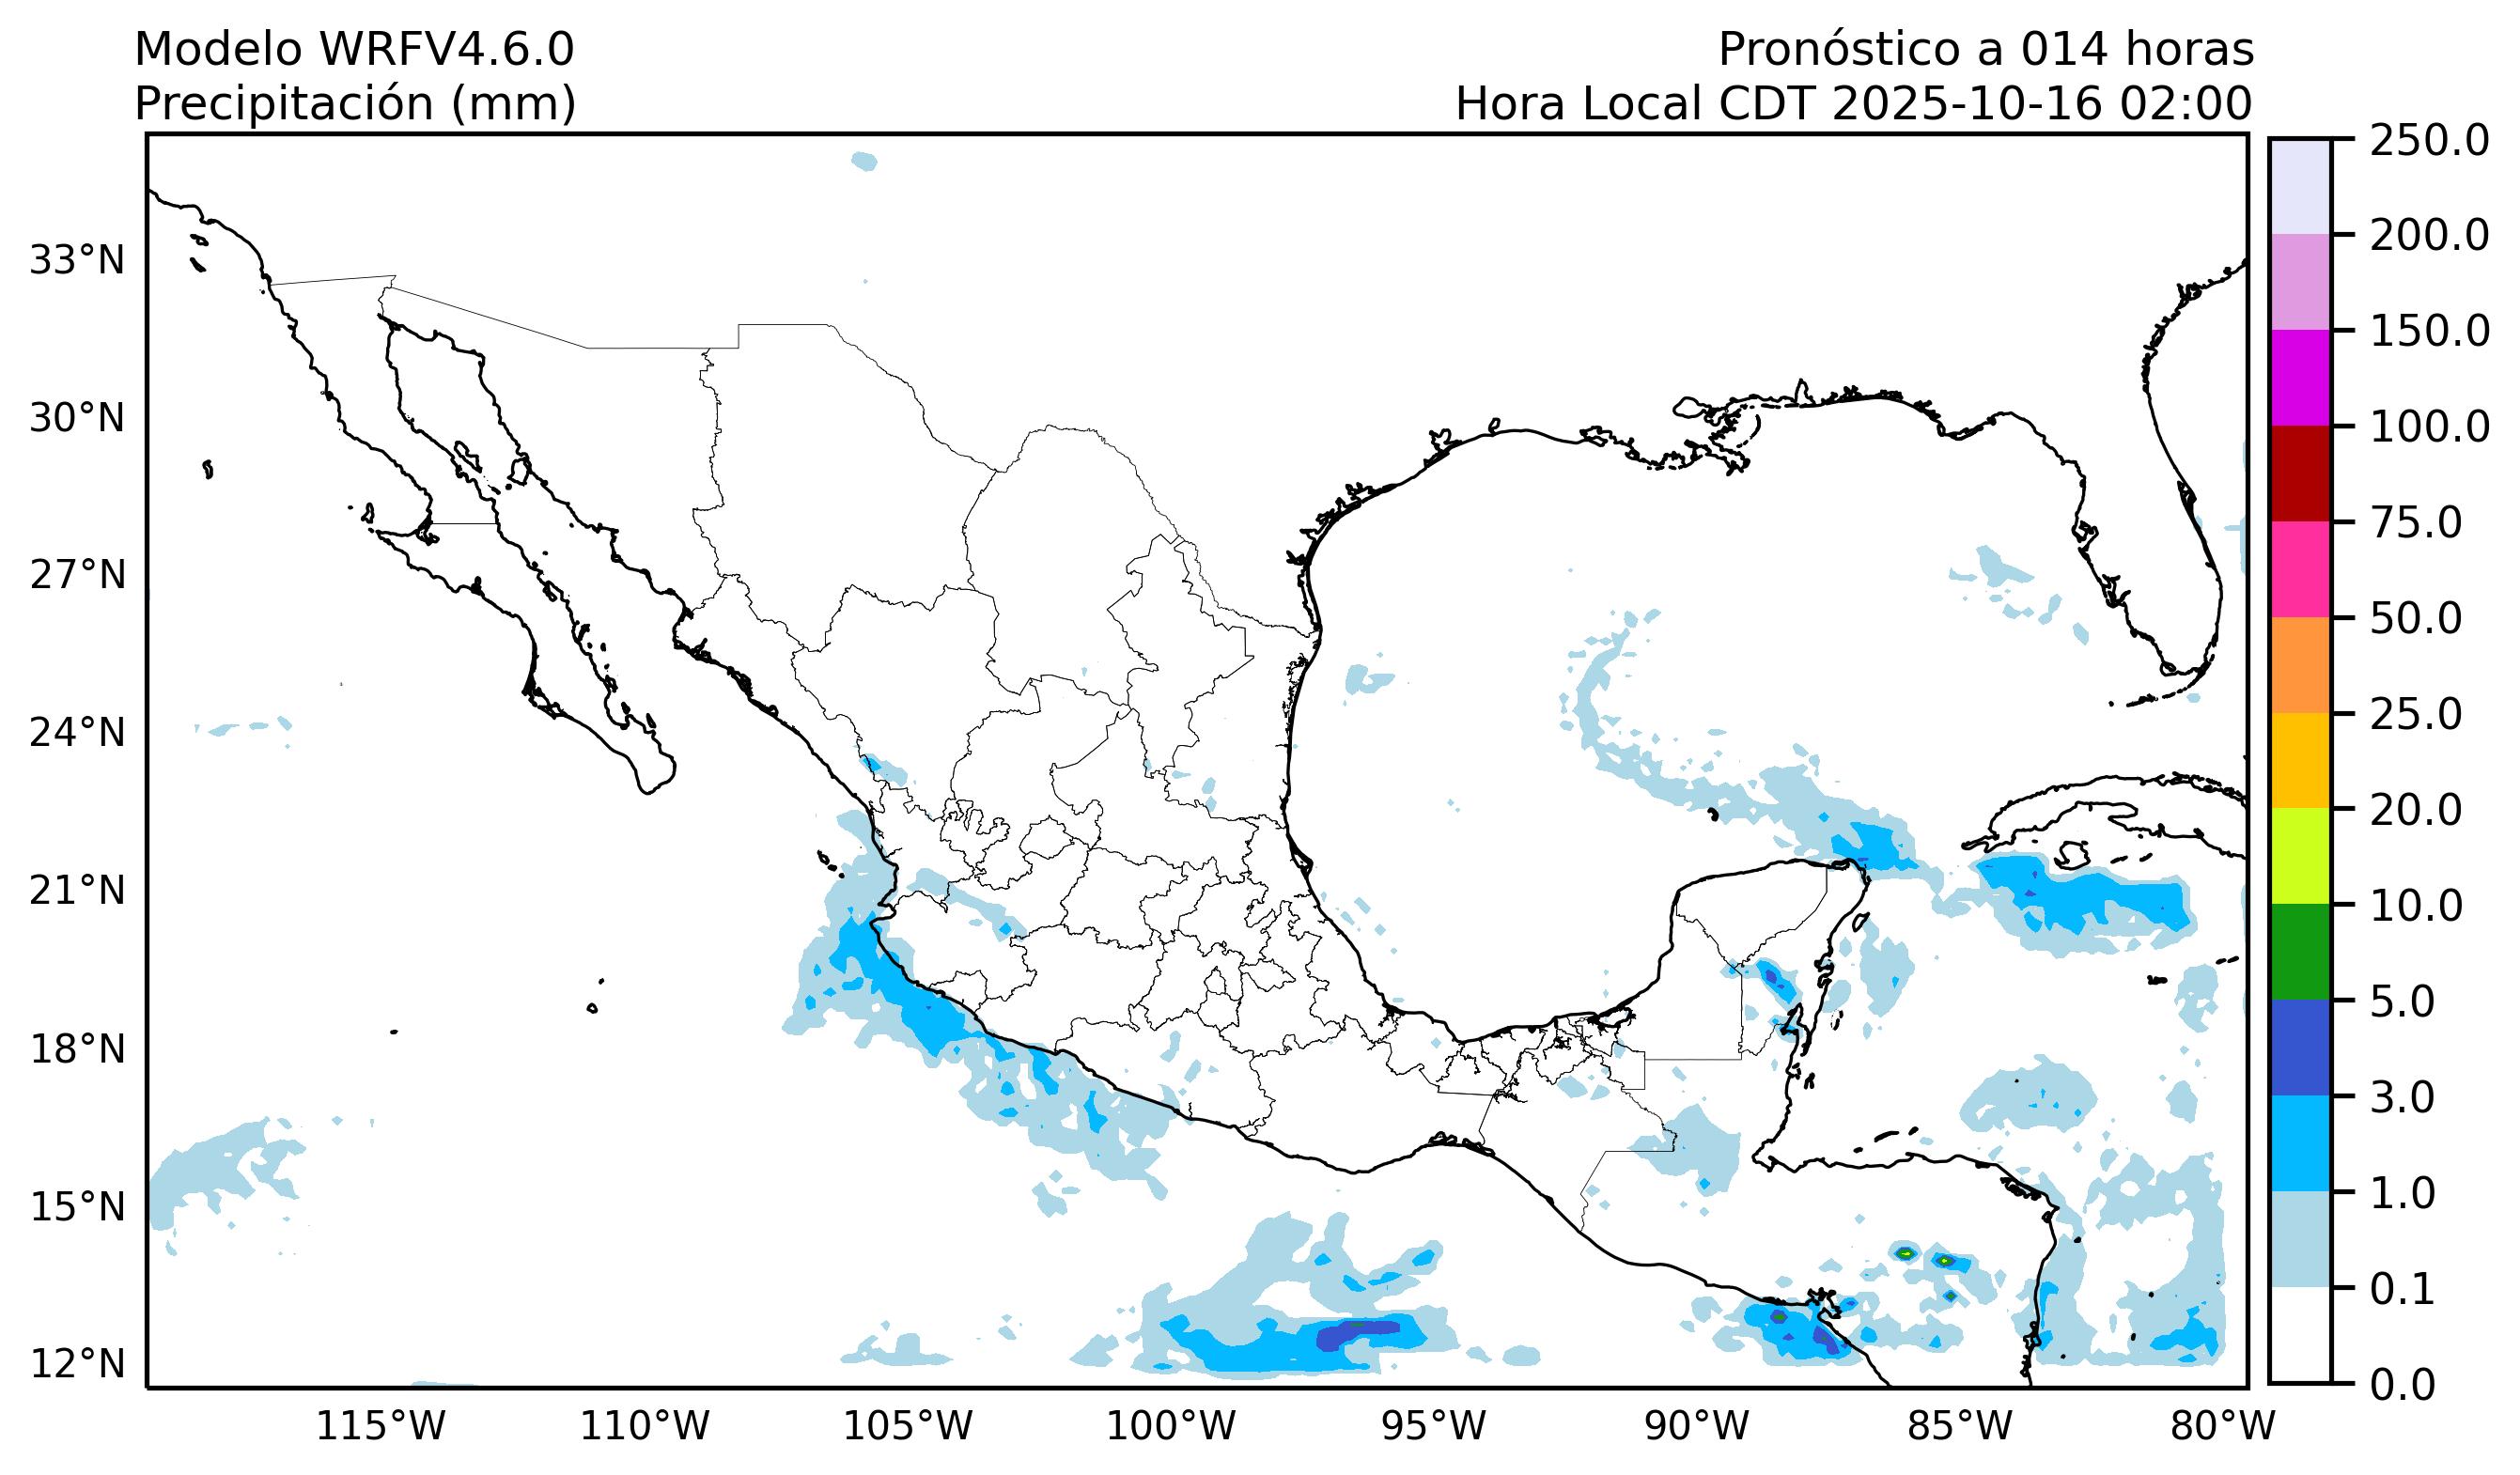 Modelo WRFV4.6.0
Precipitación (mm)
Pronóstico a 014 horas
Hora Local CDT 2025-10-16 02:00
33°N
30°N
27°N
24°N
21°N
18°N
15°N
12°N
115°W
110°W
105°W
100°W
95°W
90°W
85°W
80°W
250.0
200.0
150.0
100.0
75.0
50.0
25.0
20.0
10.0
5.0
3.0
1.0
0.1
0.0